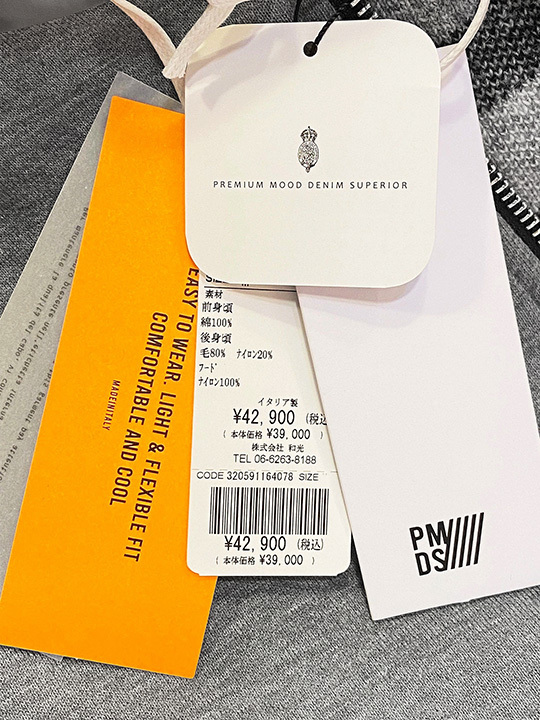 PREMIUM MOOD DENIM SUPERIOR
EASY TO WEAR. LIGHT & FLEXIBLE FIT
COMFORTABLE AND COOL
MADEINITALY
素材
前身頃
綿100%
後身頃
毛80% ナイロン20%
フード
ナイロン100%
イタリア製
¥42,900 (税込
( 本体価格 ¥39,000 )
株式会社 和光
TEL 06-6263-8188
CODE 320591164078 SIZE
¥42,900 (税込)
( 本体価格 ¥39,000 )
PM
DS